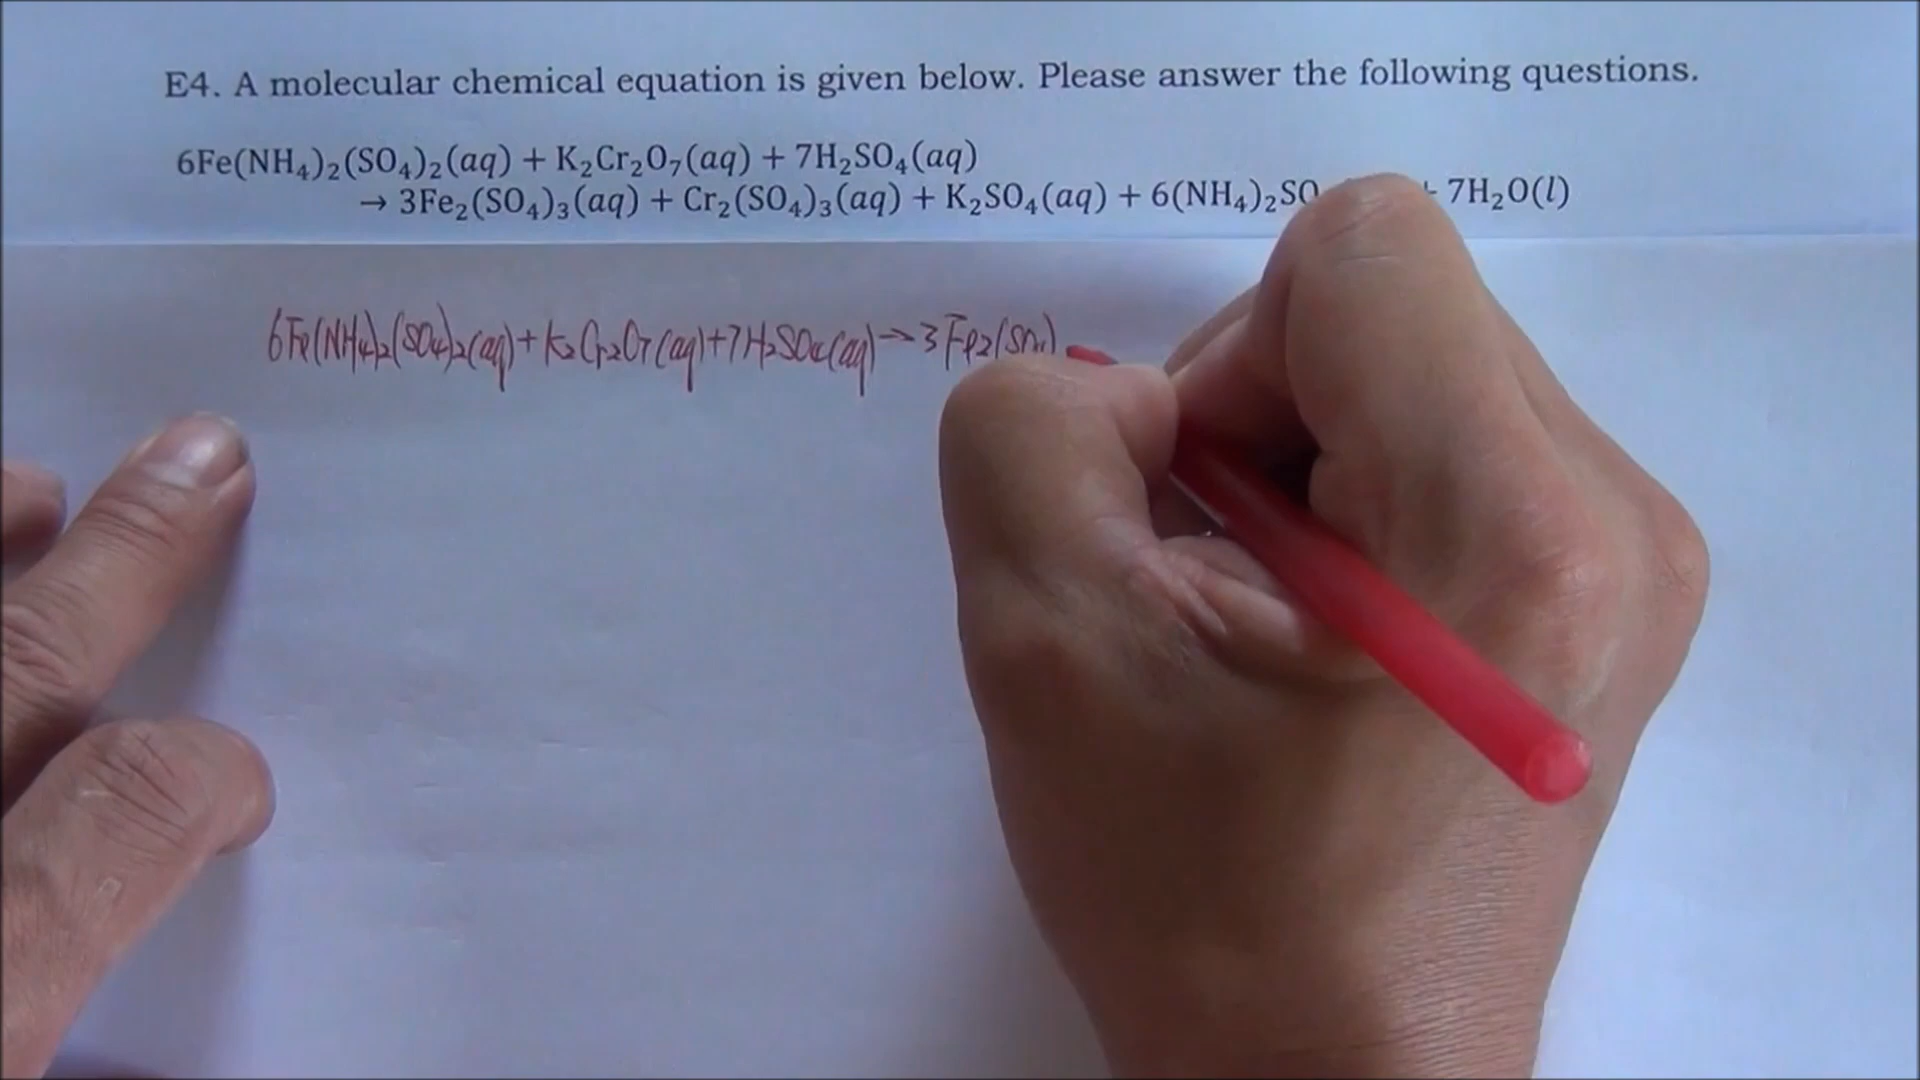 E4. A molecular chemical equation is given below. Please answer the following questions.
6Fe(NH₄)₂(SO₄)₂(aq) + K₂Cr₂O₇(aq) + 7H₂SO₄(aq)
→ 3Fe₂(SO₄)₃(aq) + Cr₂(SO₄)₃(aq) + K₂SO₄(aq) + 6(NH₄)₂SO 7H₂O(l)
6Fe(NH₄)₂(SO₄)₂(aq)+K₂Cr₂O₇(aq)+7H₂SO₄(aq)→3Fe₂(SO₄)